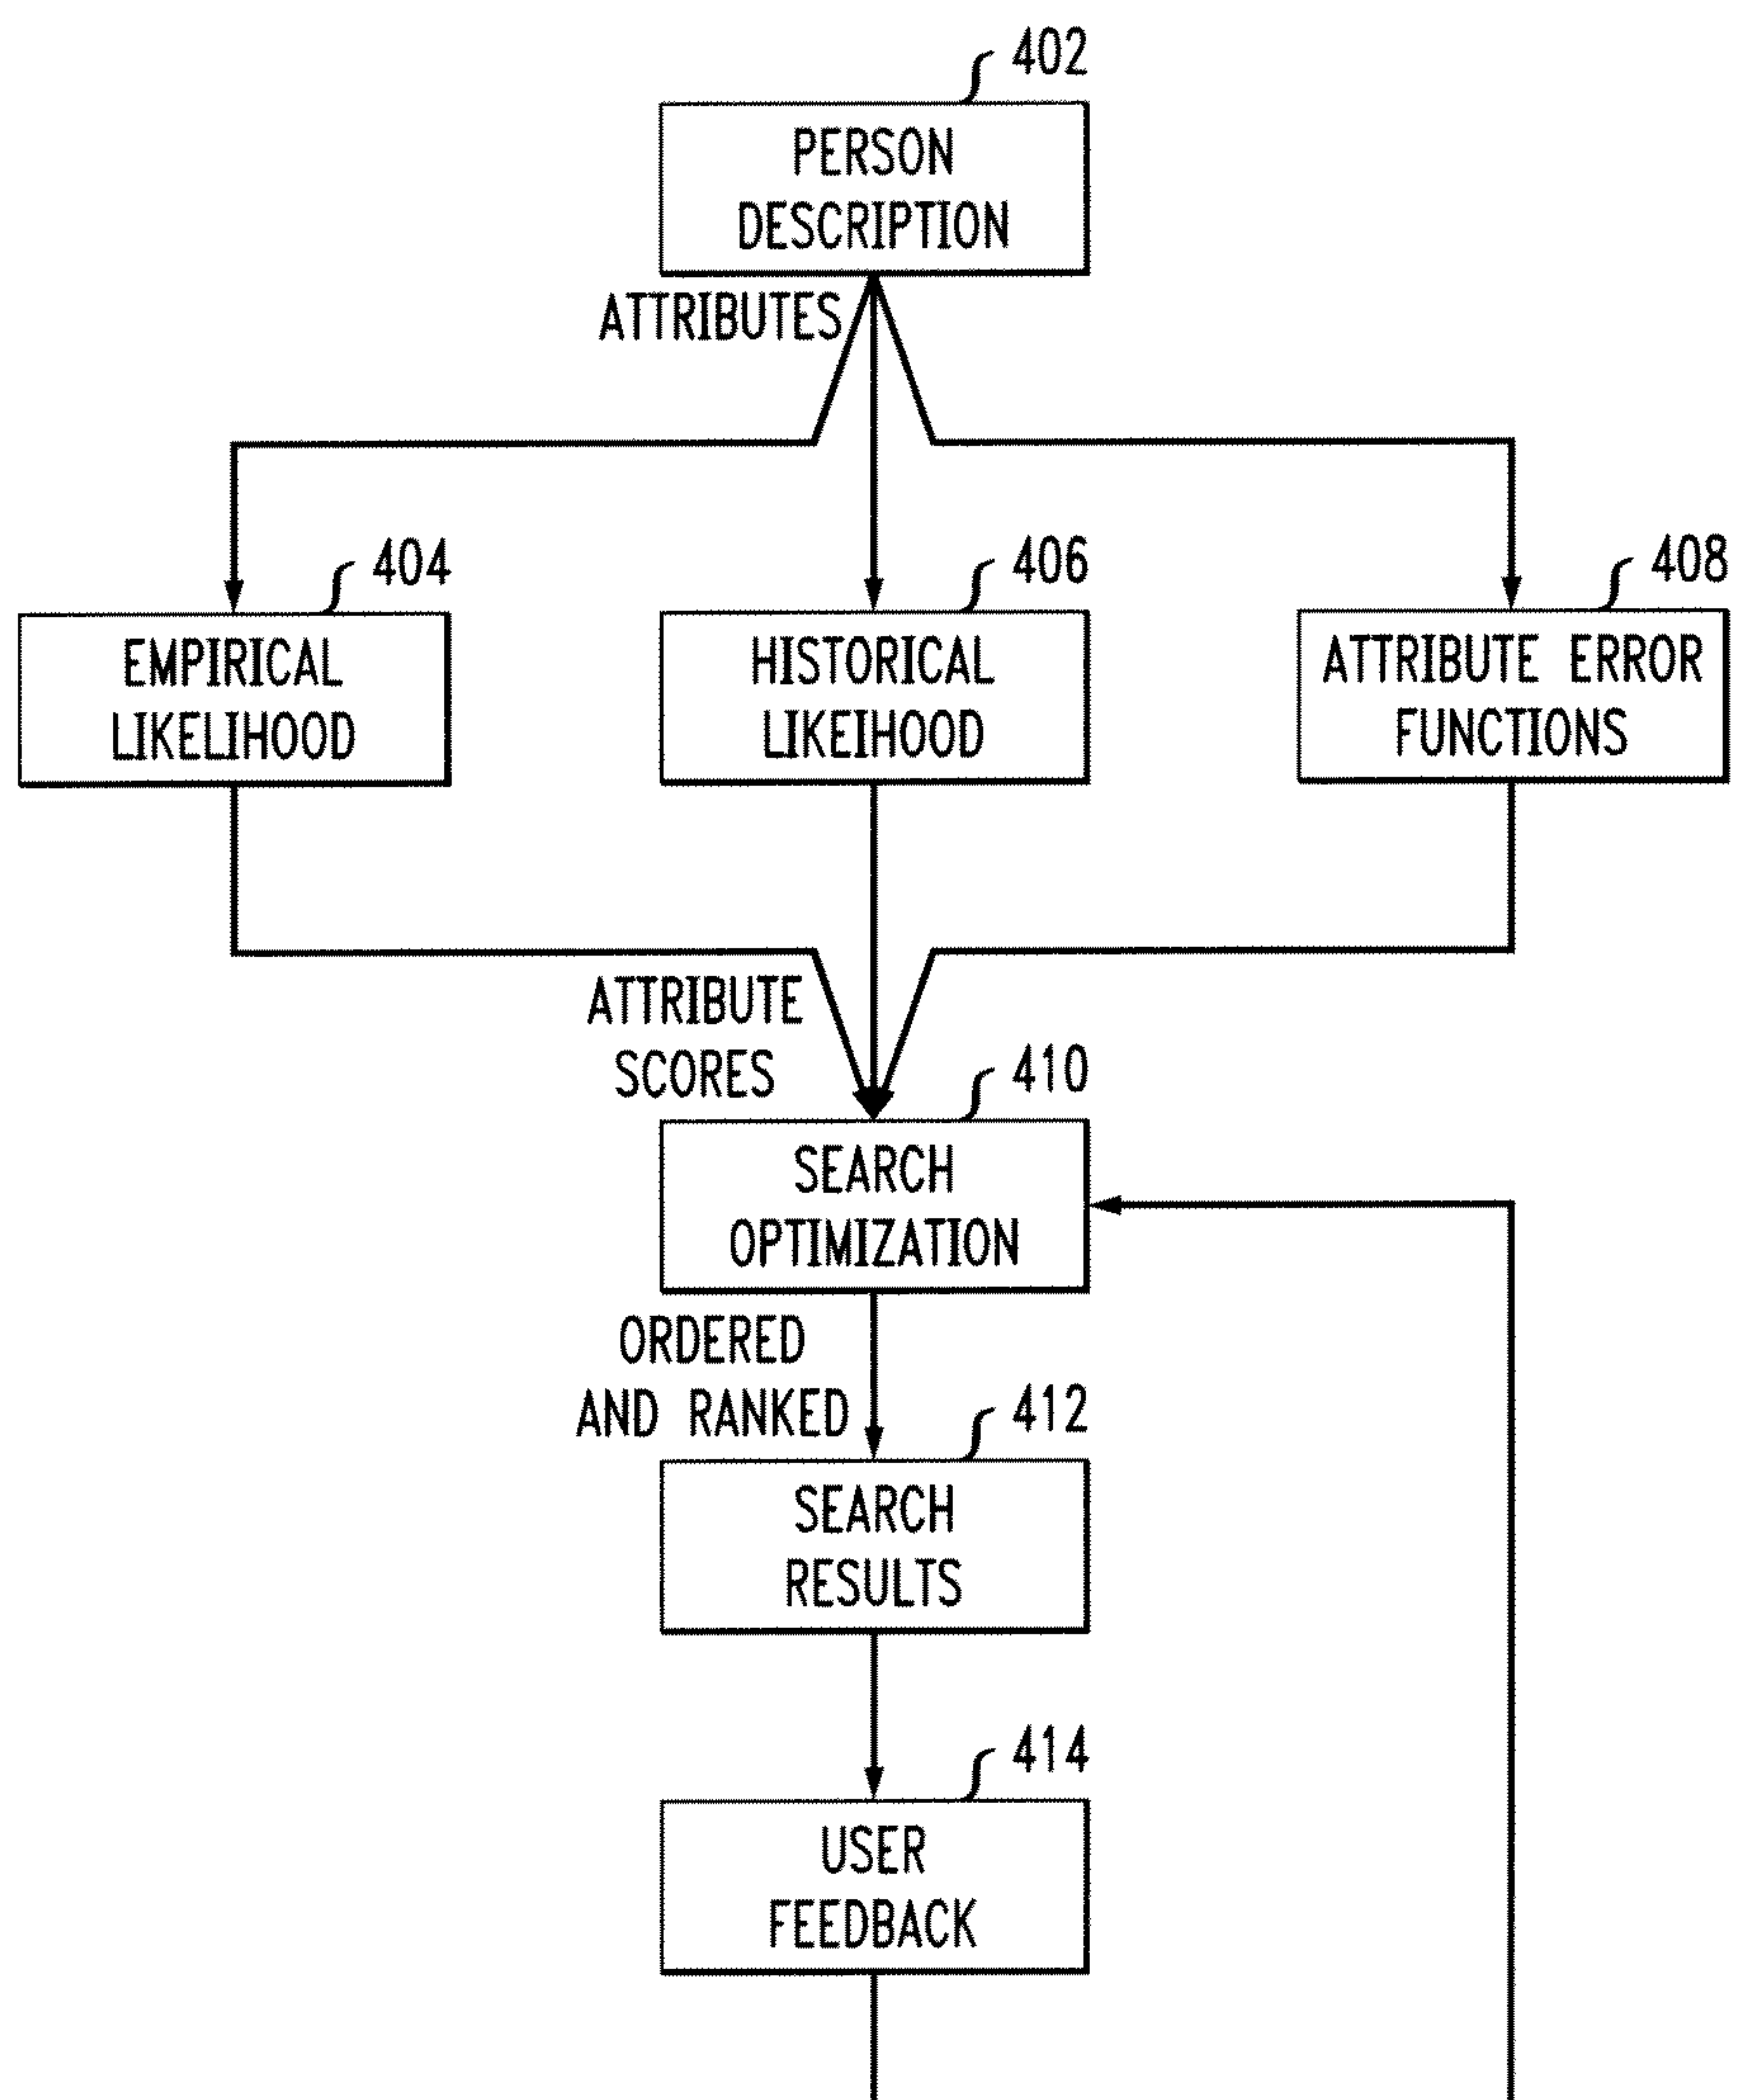 402
PERSON
DESCRIPTION
ATTRIBUTES
404
406
408
EMPIRICAL
LIKELIHOOD
HISTORICAL
LIKEIHOOD
ATTRIBUTE ERROR
FUNCTIONS
ATTRIBUTE
SCORES
410
SEARCH
OPTIMIZATION
ORDERED
AND RANKED
412
SEARCH
RESULTS
414
USER
FEEDBACK